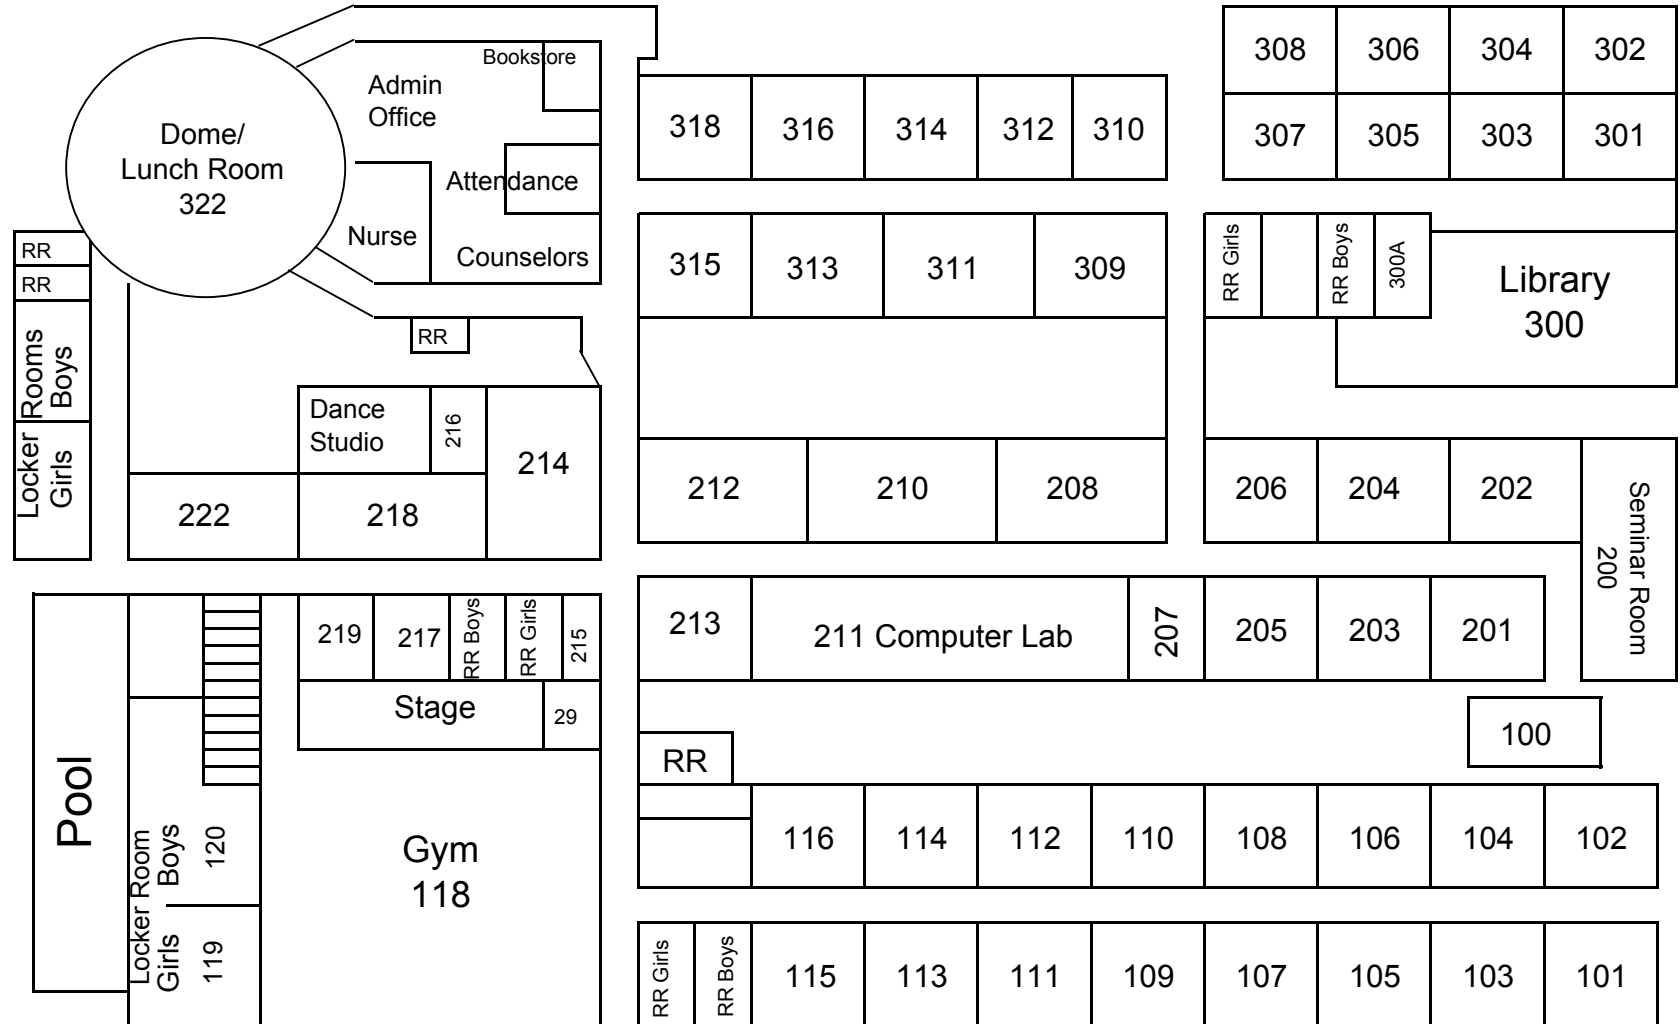 Bookstore
Admin
Office
Dome/
Lunch Room
322
Attendance
Nurse
Counselors
318
316
314
312
310
308
306
304
302
307
305
303
301
RR
RR
Locker Rooms
Girls Boys
RR
315
313
311
309
RR Girls
RR Boys
300A
Library
300
Dance
Studio
216
214
222
218
212
210
208
206
204
202
Seminar Room
200
219
217
RR Boys
RR Girls
215
213
211 Computer Lab
207
205
203
201
Stage
29
100
Pool
RR
Locker Room
Girls Boys
119
120
Gym
118
116
114
112
110
108
106
104
102
RR Girls
RR Boys
115
113
111
109
107
105
103
101